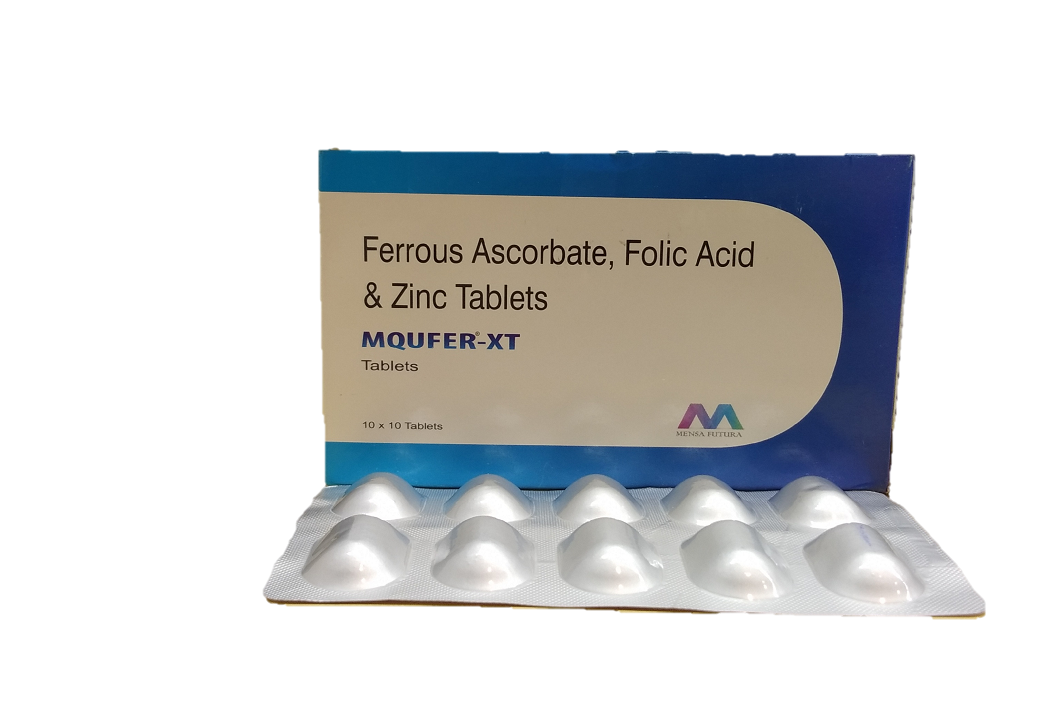 Ferrous Ascorbate, Folic Acid
& Zinc Tablets
MQUFER®-XT
Tablets
10 x 10 Tablets
MENSA FUTURA